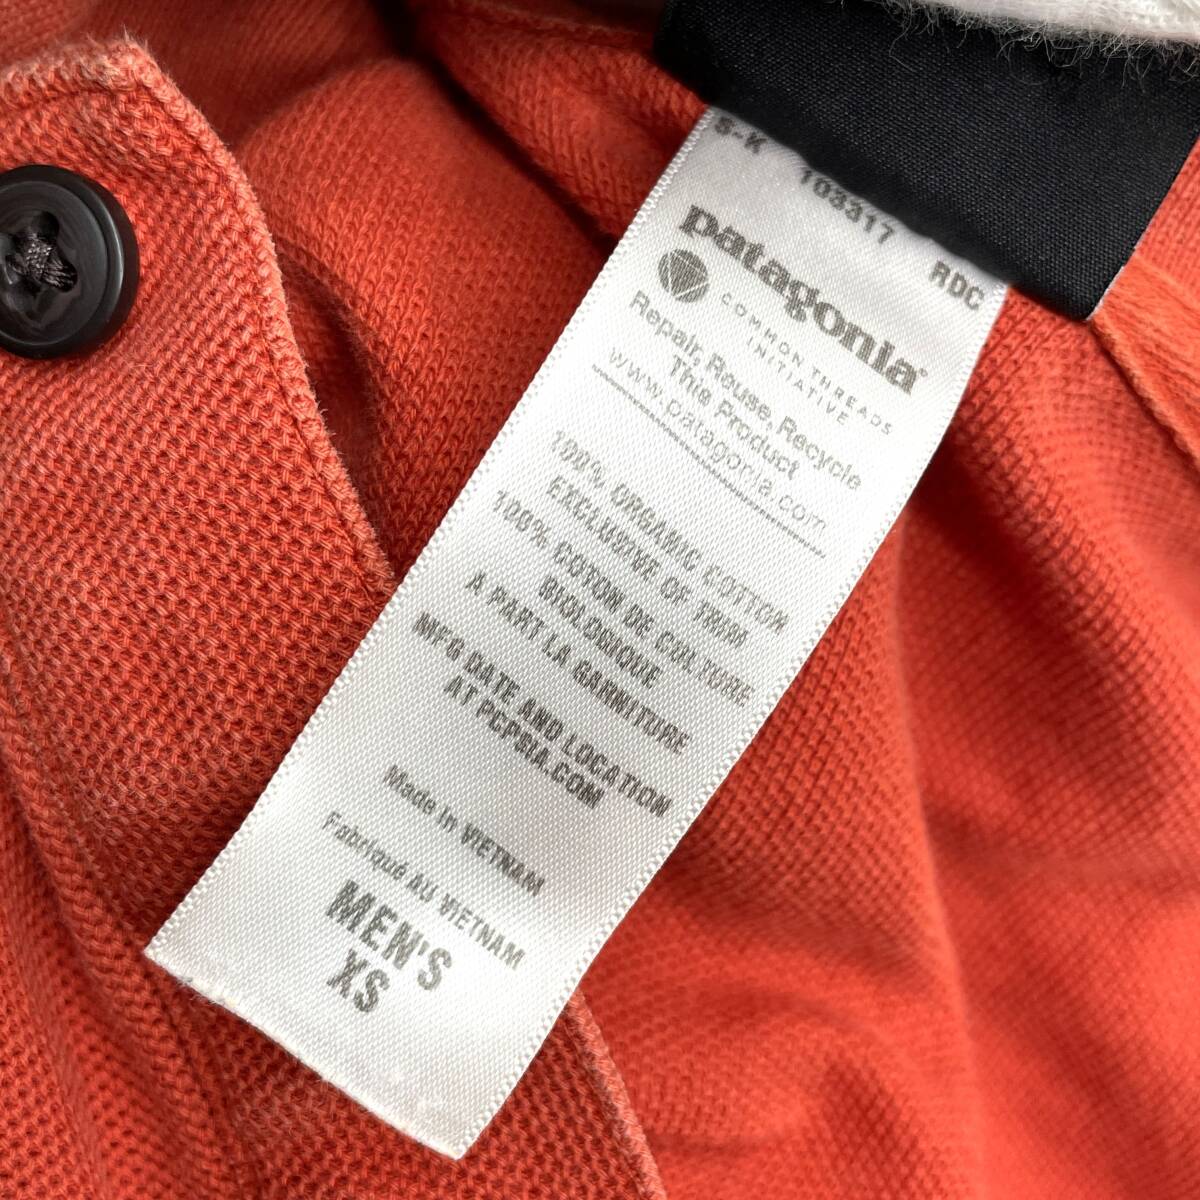 S-K 103317 RDC
patagonia®
COMMON THREADS
INITIATIVE
Repair, Reuse, Recycle
This Product
www.patagonia.com
100% ORGANIC COTTON
EXCLUSIVE OF TRIM
100% COTON DE CULTURE
BIOLOGIQUE
A PART LA GARNITURE
MFG DATE AND LOCATION
AT PCPSIA.COM
Made in VIETNAM
Fabriqué AU VIETNAM
MEN'S
XS